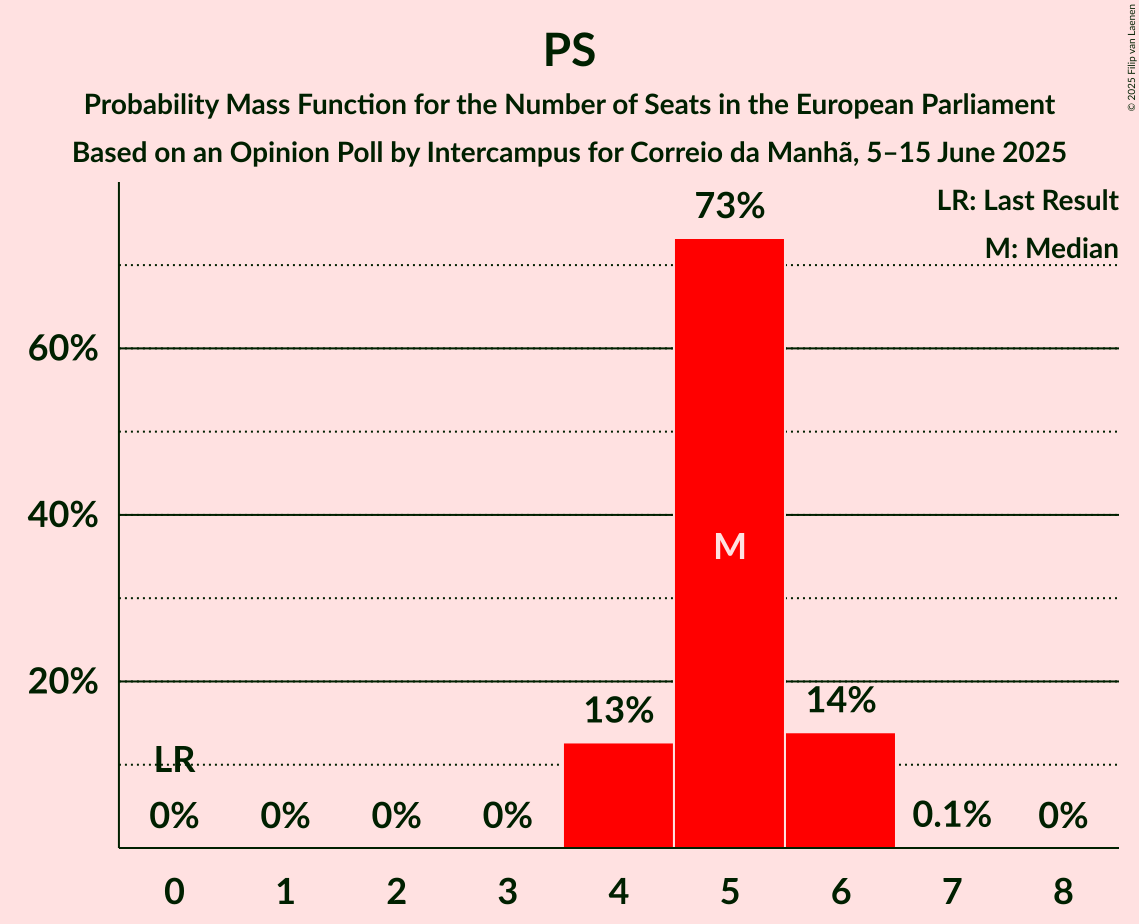 PS
Probability Mass Function for the Number of Seats in the European Parliament
Based on an Opinion Poll by Intercampus for Correio da Manhã, 5–15 June 2025
© 2025 Filip van Laenen
LR: Last Result
M: Median
60%
40%
20%
73%
M
13%
14%
LR
0%
0%
0%
0%
0.1%
0%
0 1 2 3 4 5 6 7 8